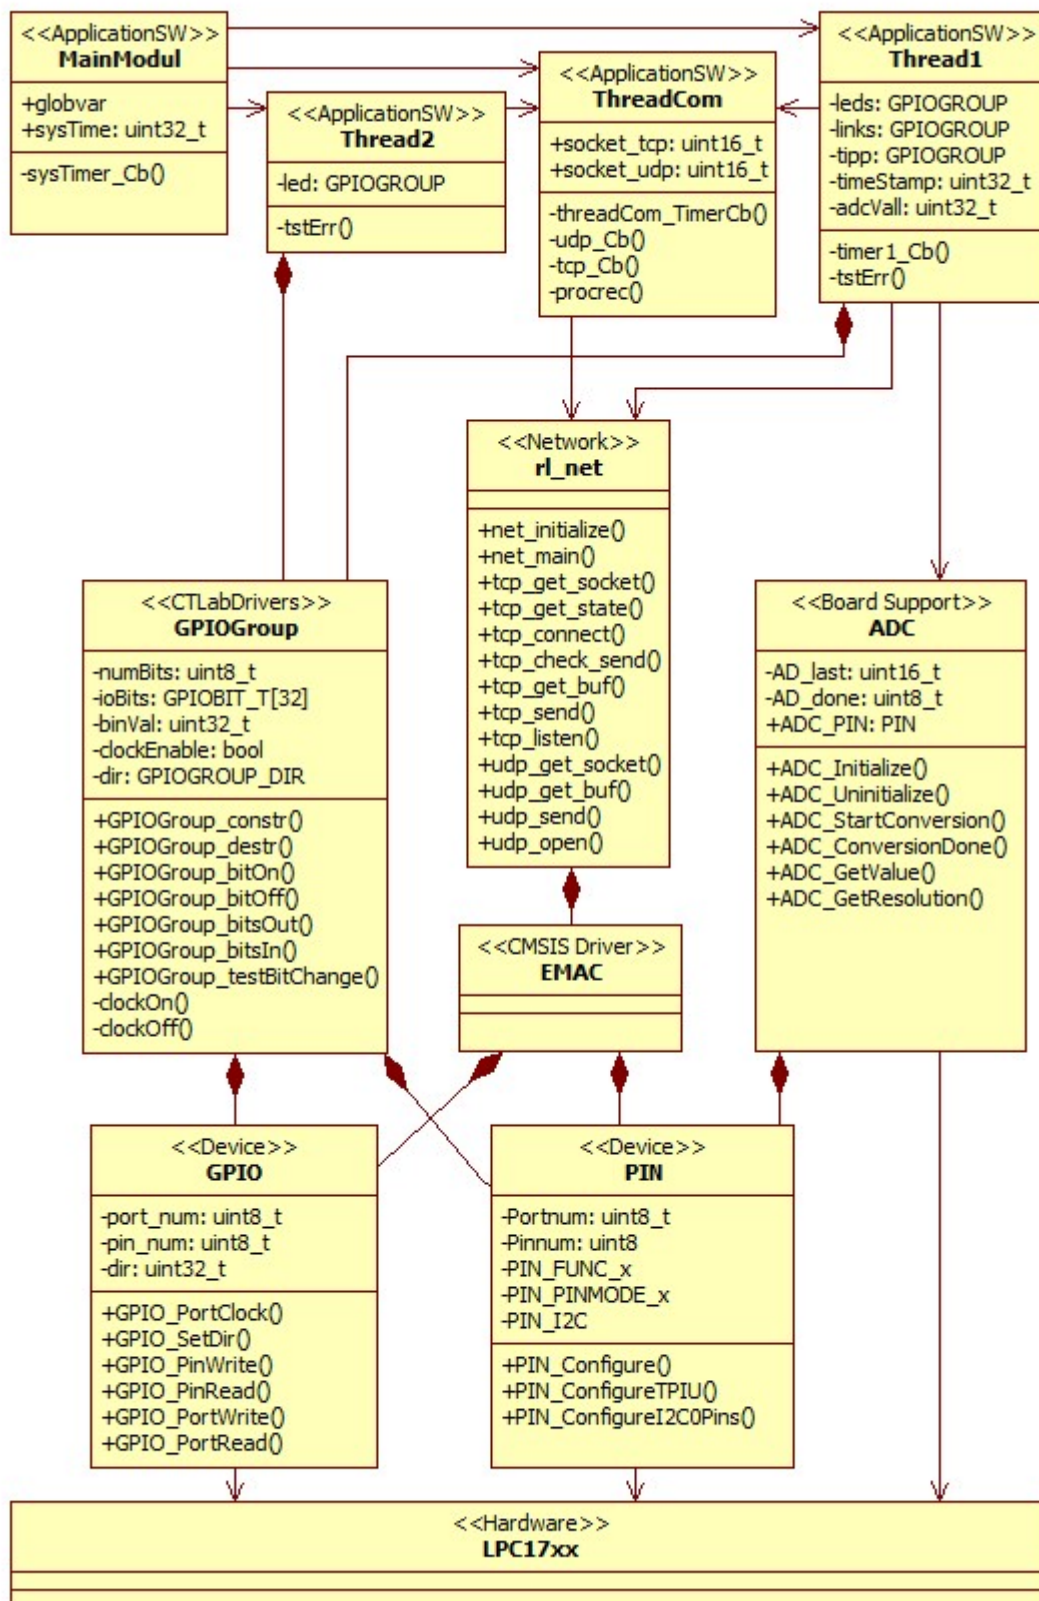 <<ApplicationSW>>
MainModul
+globvar
+sysTime: uint32_t
-sysTimer_Cb()
<<ApplicationSW>>
Thread2
-led: GPIOGROUP
-tstErr()
<<ApplicationSW>>
ThreadCom
+socket_tcp: uint16_t
+socket_udp: uint16_t
-threadCom_TimerCb()
-udp_Cb()
-tcp_Cb()
-procrec()
<<ApplicationSW>>
Thread1
-leds: GPIOGROUP
-links: GPIOGROUP
-tipp: GPIOGROUP
-timeStamp: uint32_t
-adcVall: uint32_t
-timer1_Cb()
-tstErr()
<<Network>>
rl_net
+net_initialize()
+net_main()
+tcp_get_socket()
+tcp_get_state()
+tcp_connect()
+tcp_check_send()
+tcp_get_buf()
+tcp_send()
+tcp_listen()
+udp_get_socket()
+udp_get_buf()
+udp_send()
+udp_open()
<<CTLabDrivers>>
GPIOGroup
-numBits: uint8_t
-ioBits: GPIOBIT_T[32]
-binVal: uint32_t
-clockEnable: bool
-dir: GPIOGROUP_DIR
+GPIOGroup_constr()
+GPIOGroup_destr()
+GPIOGroup_bitOn()
+GPIOGroup_bitOff()
+GPIOGroup_bitsOut()
+GPIOGroup_bitsIn()
+GPIOGroup_testBitChange()
-clockOn()
-clockOff()
<<Board Support>>
ADC
-AD_last: uint16_t
-AD_done: uint8_t
+ADC_PIN: PIN
+ADC_Initialize()
+ADC_Uninitialize()
+ADC_StartConversion()
+ADC_ConversionDone()
+ADC_GetValue()
+ADC_GetResolution()
<<CMSIS Driver>>
EMAC
<<Device>>
GPIO
-port_num: uint8_t
-pin_num: uint8_t
-dir: uint32_t
+GPIO_PortClock()
+GPIO_SetDir()
+GPIO_PinWrite()
+GPIO_PinRead()
+GPIO_PortWrite()
+GPIO_PortRead()
<<Device>>
PIN
-Portnum: uint8_t
-Pinnum: uint8
-PIN_FUNC_x
-PIN_PINMODE_x
-PIN_I2C
+PIN_Configure()
+PIN_ConfigureTPIU()
+PIN_ConfigureI2C0Pins()
<<Hardware>>
LPC17xx